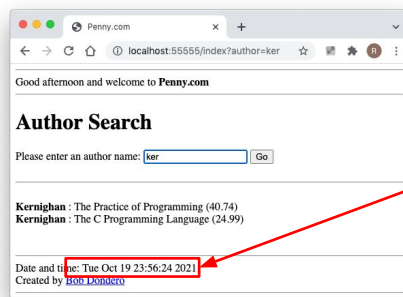 Penny.com
localhost:55555/index?author=ker
R
Good afternoon and welcome to Penny.com
Author Search
Please enter an author name: ker Go
Kernighan : The Practice of Programming (40.74)
Kernighan : The C Programming Language (24.99)
Date and time: Tue Oct 19 23:56:24 2021
Created by Bob Dondero